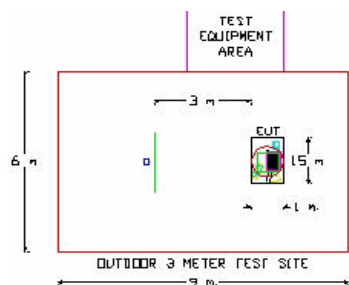 TEST
EQUIPMENT
AREA
3 m
6 m
EUT
1.5 m
1 m
OUTDOOR 3 METER TEST SITE
9 m